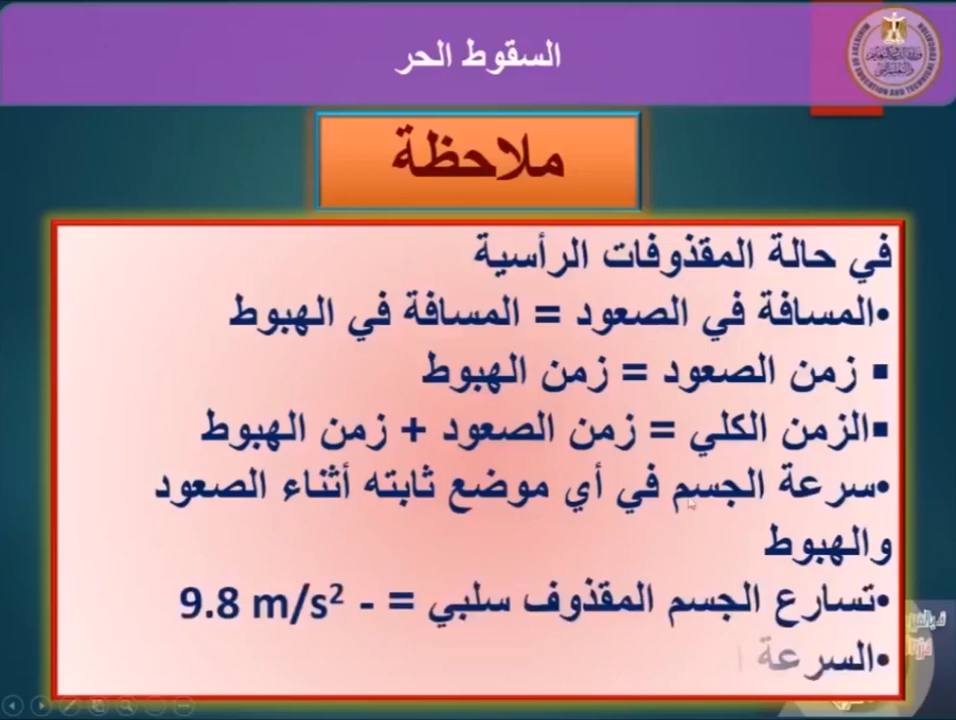 السقوط الحر
ملاحظة
في حالة المقذوفات الرأسية
•المسافة في الصعود = المسافة في الهبوط
▪ زمن الصعود = زمن الهبوط
▪الزمن الكلي = زمن الصعود + زمن الهبوط
•سرعة الجسم في أي موضع ثابته أثناء الصعود
والهبوط
•تسارع الجسم المقذوف سلبي = - 9.8 m/s²
•السرعة